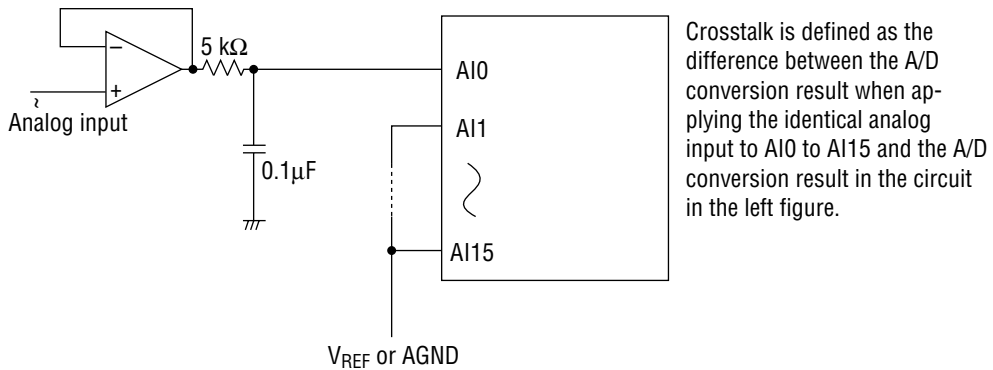 5 kΩ
−
+
Analog input
0.1μF
AI0
AI1
AI15
VREF or AGND
Crosstalk is defined as the
difference between the A/D
conversion result when ap-
plying the identical analog
input to AI0 to AI15 and the A/D
conversion result in the circuit
in the left figure.